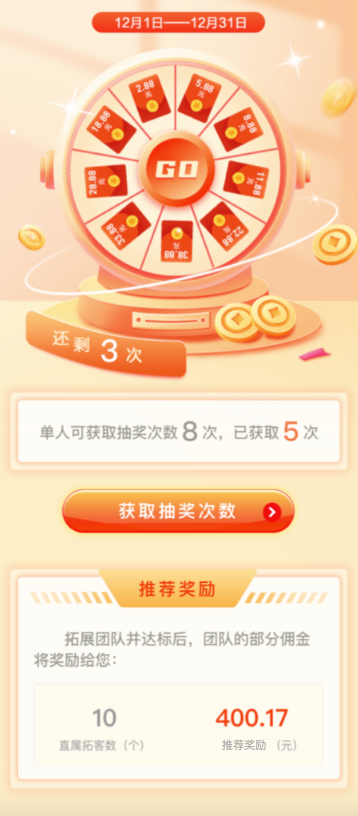 12月1日——12月31日
2.88元
5.88元
8.88元
11.88元
22.88元
38.88元
33.88元
28.88元
18.88元
GO
还剩3次
单人可获取抽奖次数8次，已获取5次
获取抽奖次数
推荐奖励
拓展团队并达标后，团队的部分佣金
将奖励给您：
10
400.17
直属拓客数（个）
推荐奖励（元）